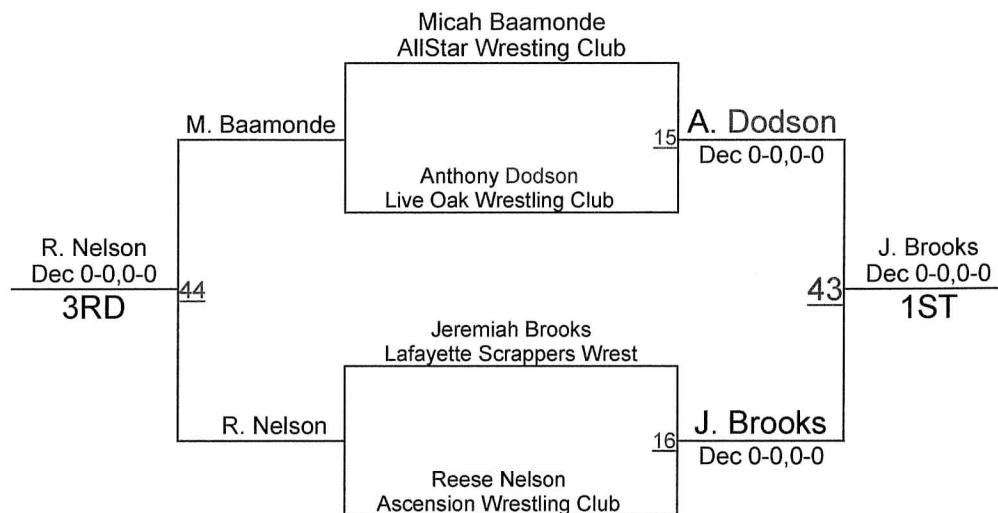 Micah Baamonde
AllStar Wresting Club
M. Baamonde
15
A. Dodson
Dec 0-0,0-0
Anthony Dodson
Live Oak Wrestling Club
R. Nelson
Dec 0-0,0-0
3RD
44
43
J. Brooks
Dec 0-0,0-0
1ST
Jeremiah Brooks
Lafayette Scrappers Wrest
R. Nelson
16
J. Brooks
Dec 0-0,0-0
Reese Nelson
Ascension Wrestling Club